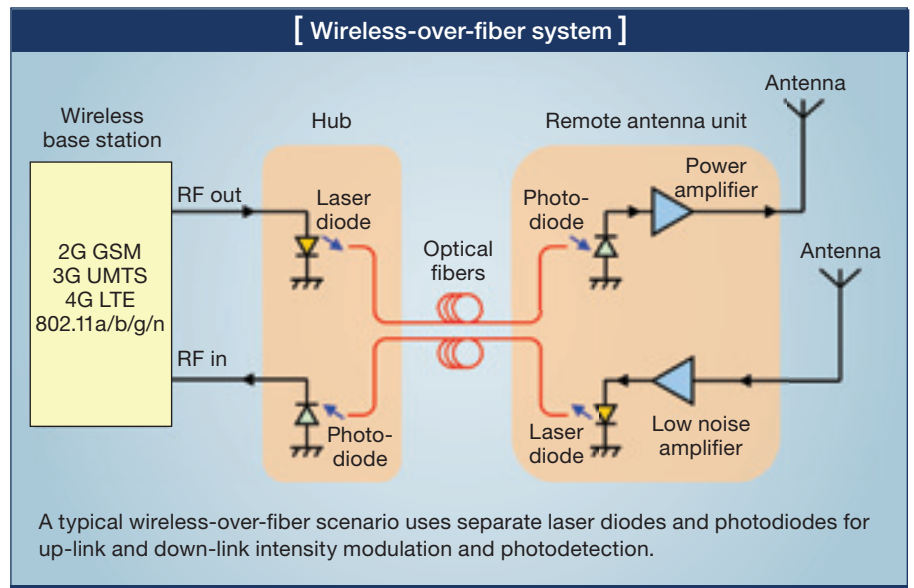 [ Wireless-over-fiber system ]
Antenna
Wireless
base station
Hub
Remote antenna unit
RF out
Laser
diode
Photo-
diode
Power
amplifier
2G GSM
3G UMTS
4G LTE
802.11a/b/g/n
Optical
fibers
Antenna
RF in
Photo-
diode
Laser
diode
Low noise
amplifier
A typical wireless-over-fiber scenario uses separate laser diodes and photodiodes for
up-link and down-link intensity modulation and photodetection.